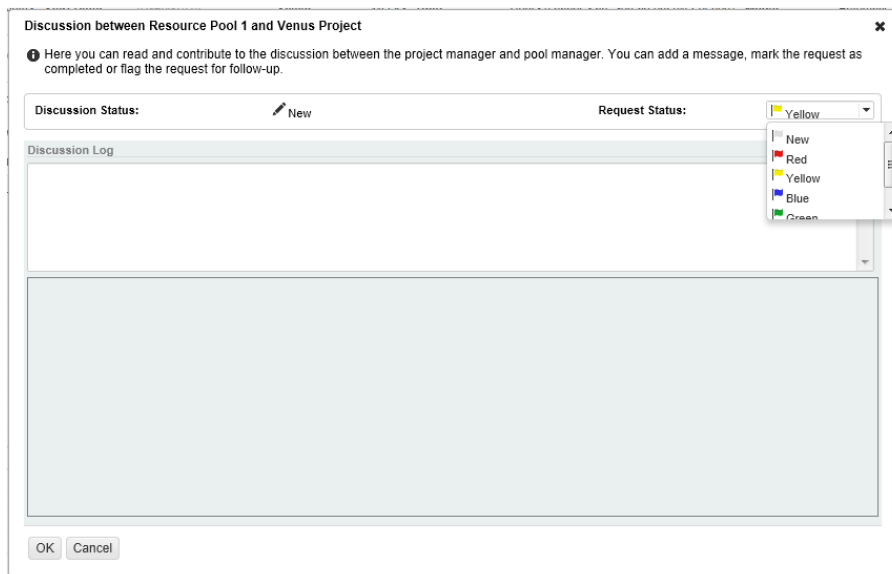 Discussion between Resource Pool 1 and Venus Project
Here you can read and contribute to the discussion between the project manager and pool manager. You can add a message, mark the request as
completed or flag the request for follow-up.
Discussion Status: New Request Status: Yellow
New
Red
Yellow
Blue
Green
Discussion Log
OK Cancel